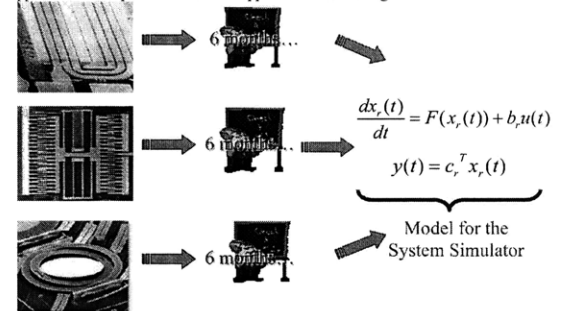 6 months...
6 months...
6 months...
dx_r(t)/dt = F(x_r(t)) + b_r u(t)
y(t) = c_r^T x_r(t)
Model for the
System Simulator